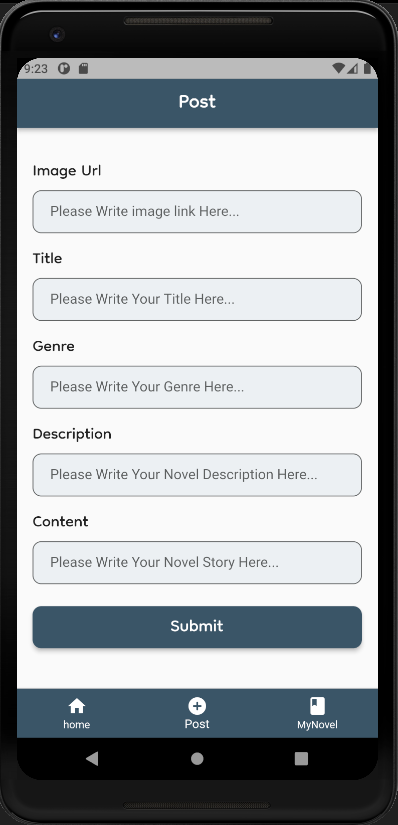 9:23
Post
Image Url
Please Write image link Here...
Title
Please Write Your Title Here...
Genre
Please Write Your Genre Here...
Description
Please Write Your Novel Description Here...
Content
Please Write Your Novel Story Here...
Submit
home
Post
MyNovel